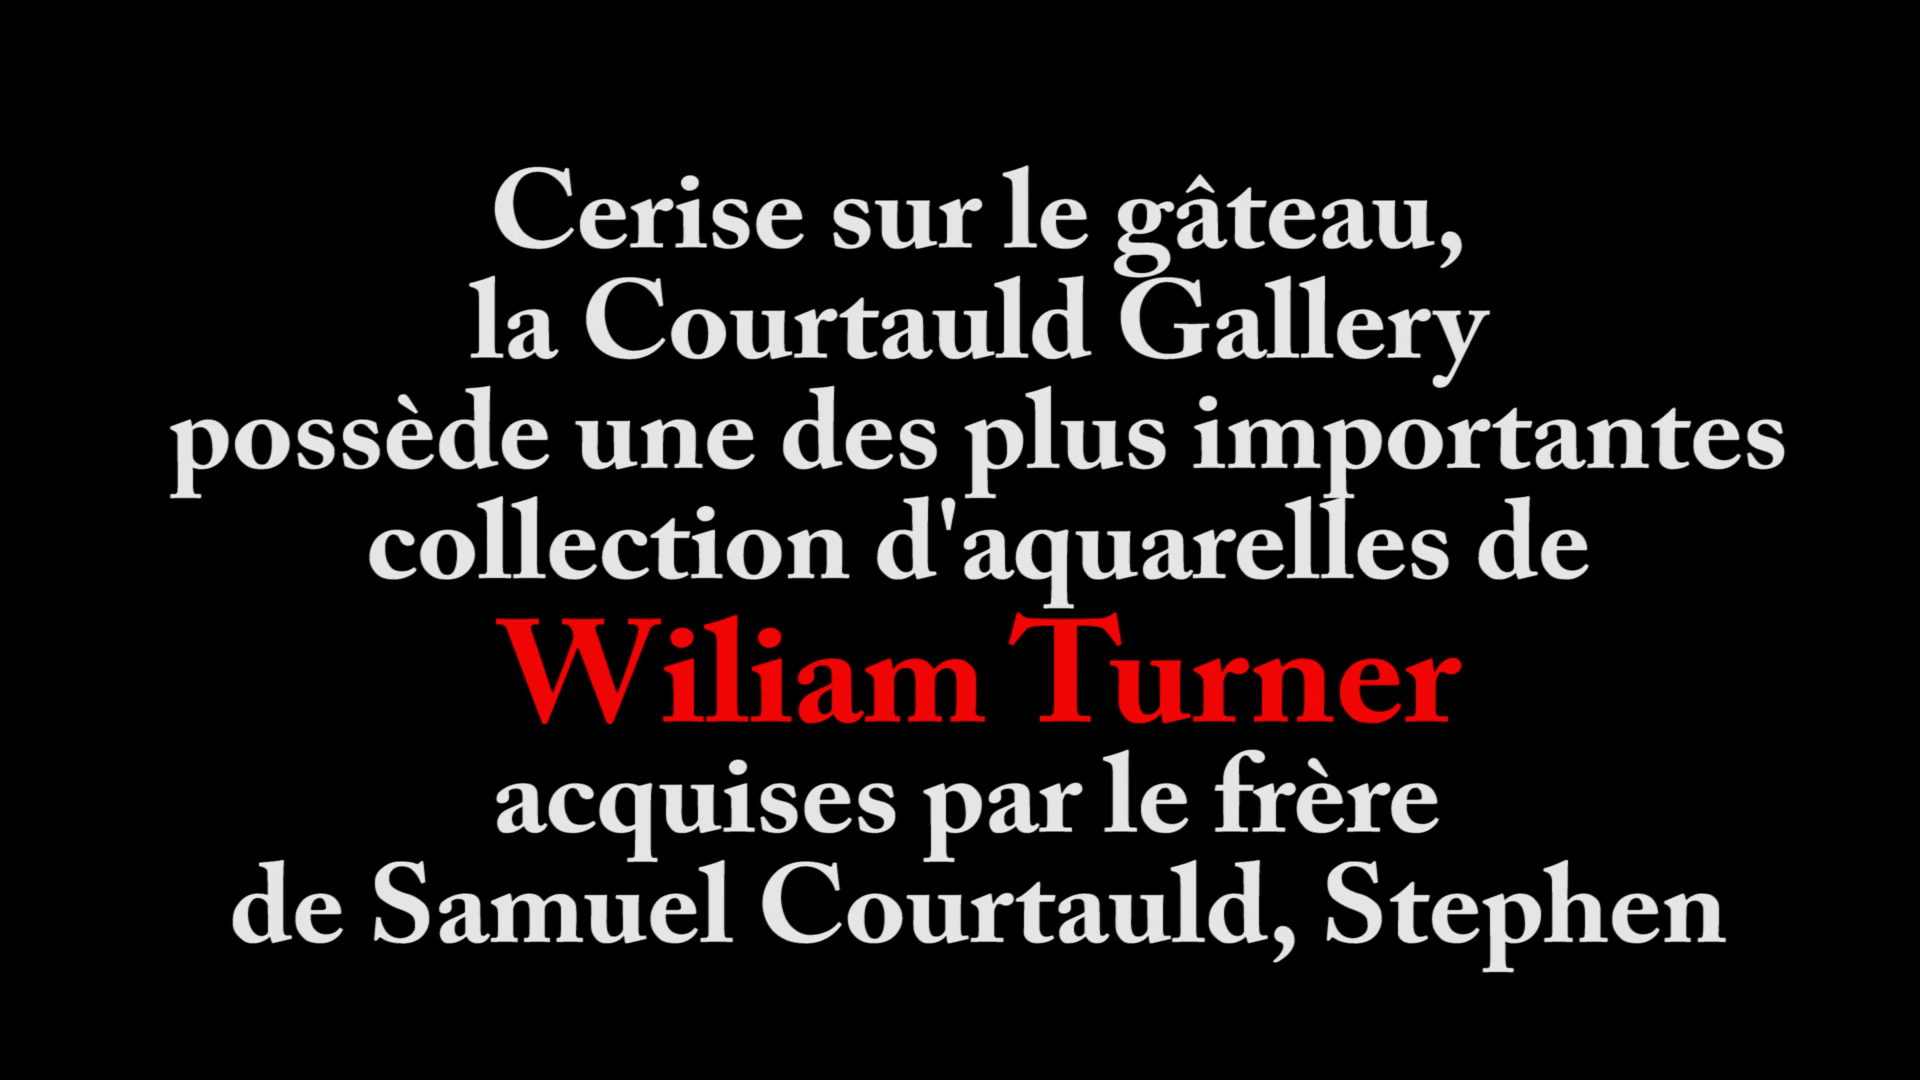 Cerise sur le gâteau,
la Courtauld Gallery
possède une des plus importantes
collection d'aquarelles de
Wiliam Turner
acquises par le frère
de Samuel Courtauld, Stephen